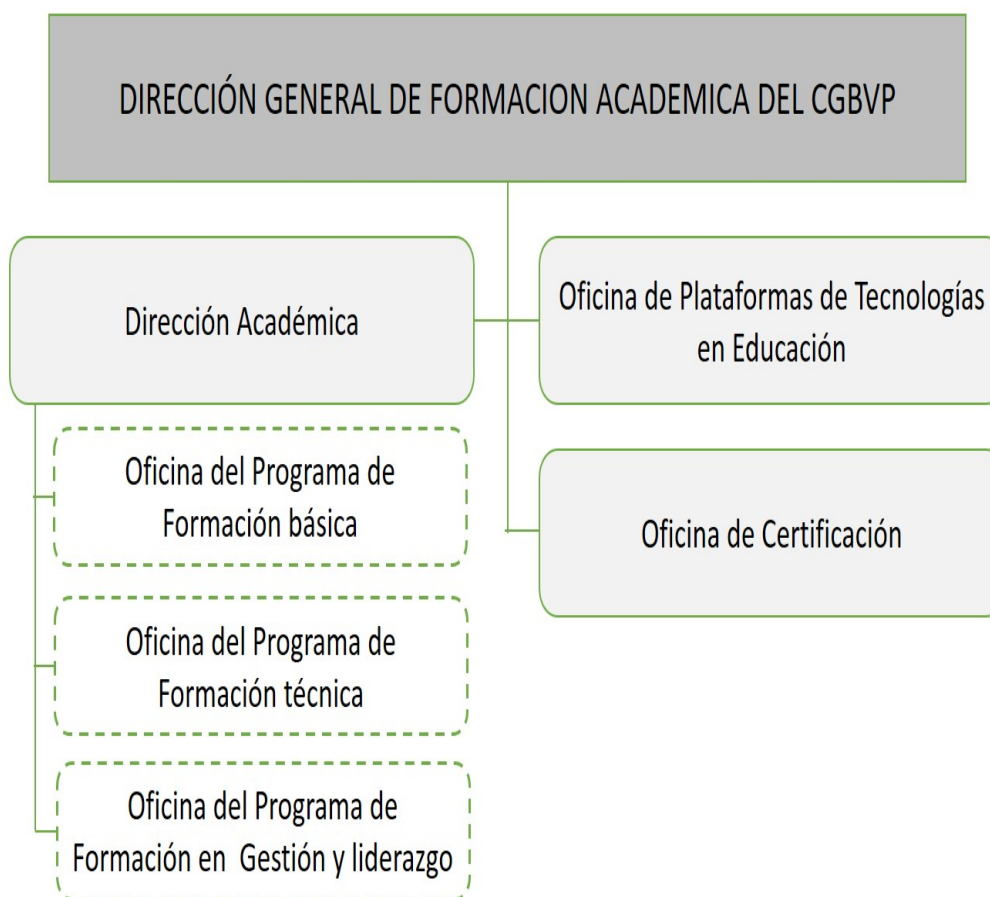 DIRECCIÓN GENERAL DE FORMACION ACADEMICA DEL CGBVP
Dirección Académica
Oficina del Programa de
Formación básica
Oficina del Programa de
Formación técnica
Oficina del Programa de
Formación en Gestión y liderazgo
Oficina de Plataformas de Tecnologías
en Educación
Oficina de Certificación